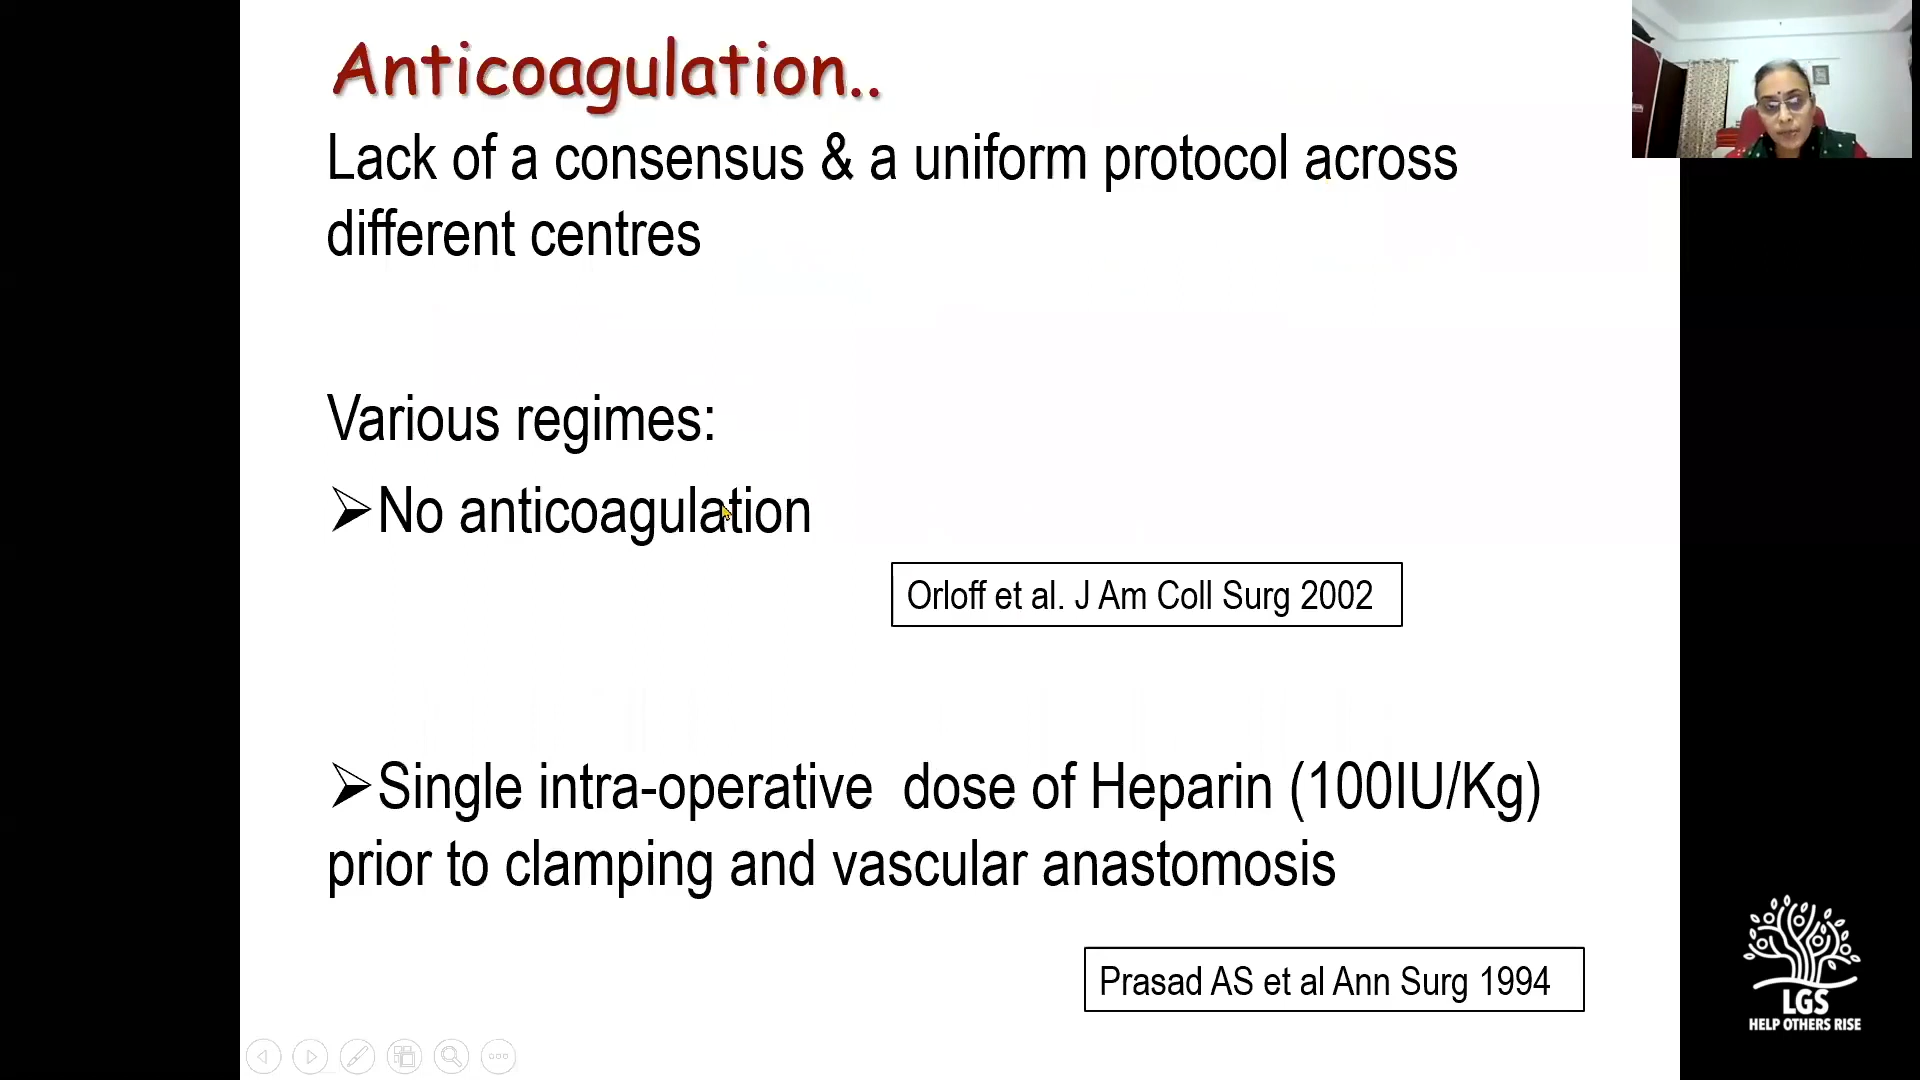 Anticoagulation..
Lack of a consensus & a uniform protocol across
different centres
Various regimes:
➢No anticoagulation
Orloff et al. J Am Coll Surg 2002
➢Single intra-operative dose of Heparin (100IU/Kg)
prior to clamping and vascular anastomosis
Prasad AS et al Ann Surg 1994
LGS
HELP OTHERS RISE